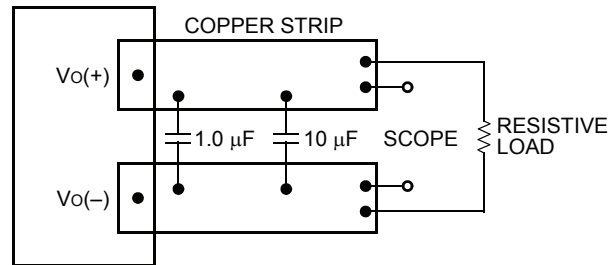 COPPER STRIP
VO(+)
1.0 µF
10 µF
SCOPE
RESISTIVE
LOAD
VO(–)